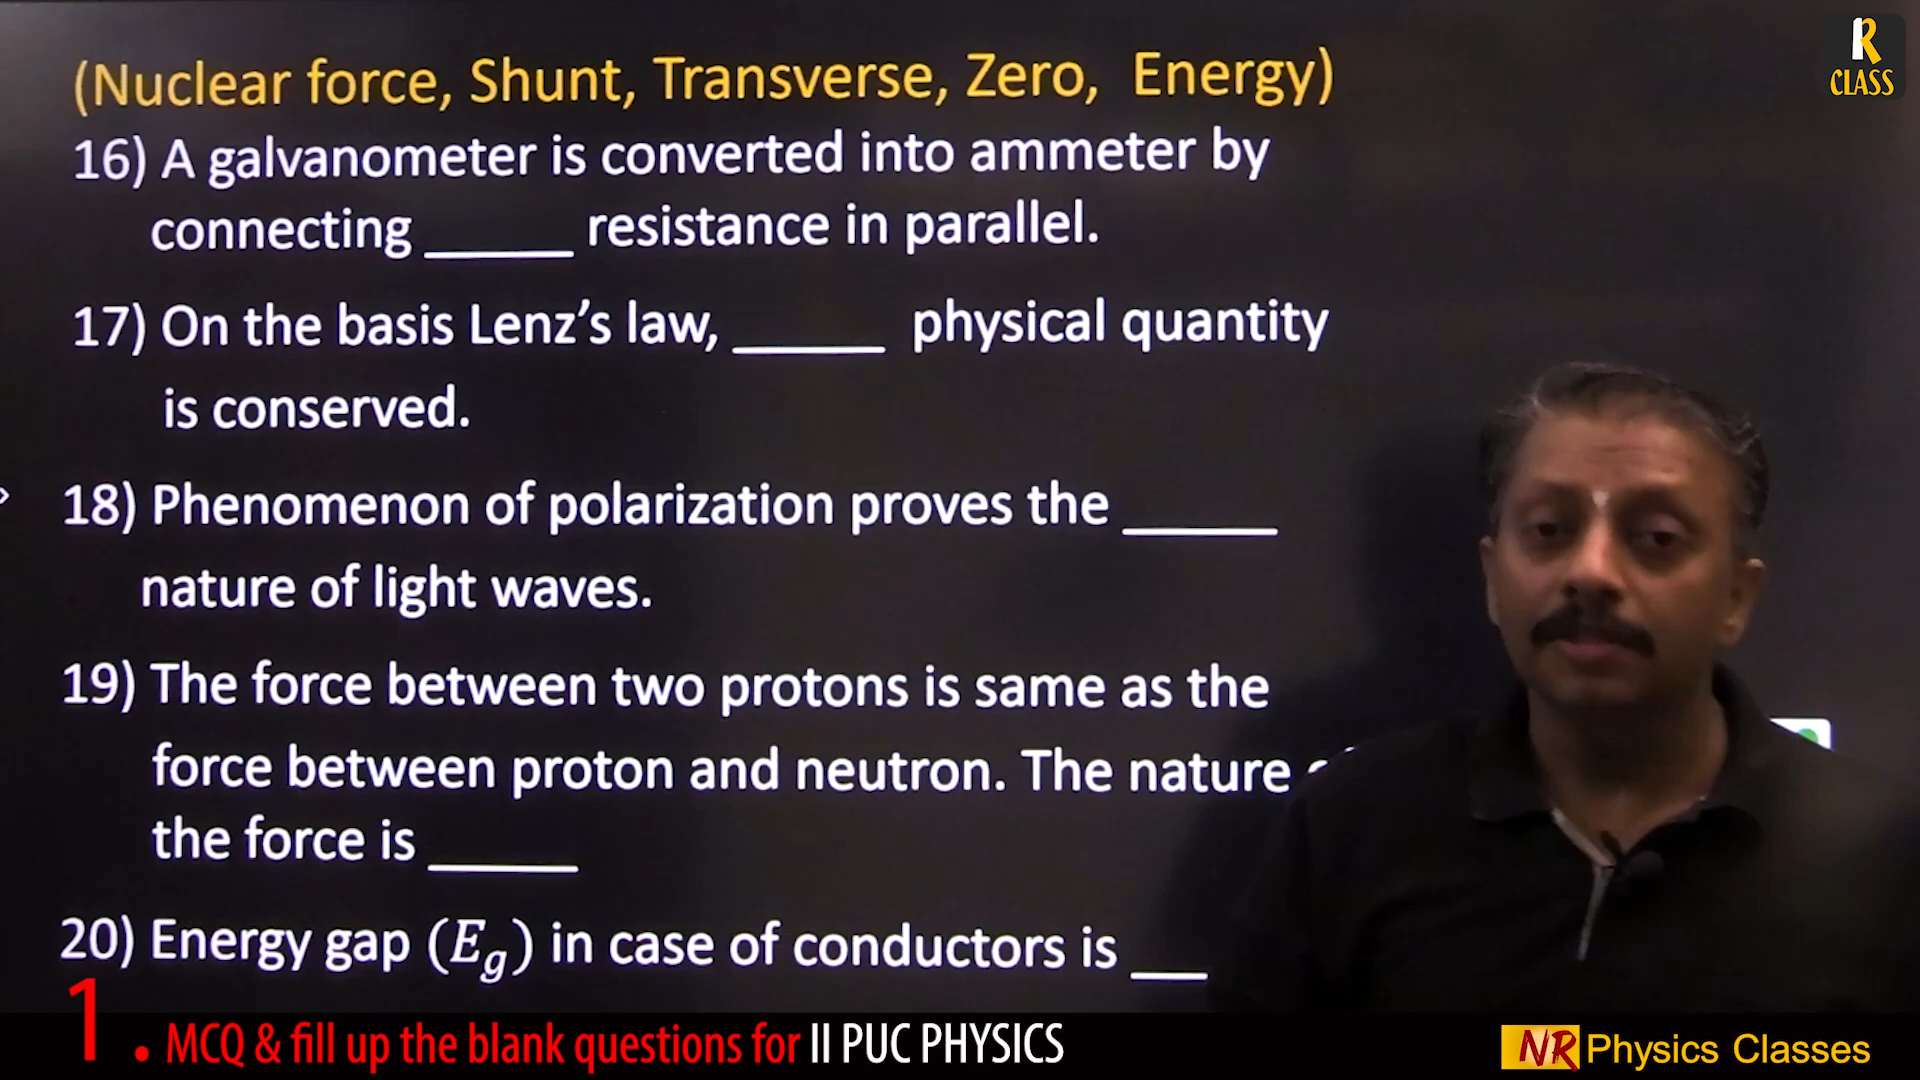 R
CLASS
(Nuclear force, Shunt, Transverse, Zero, Energy)
16) A galvanometer is converted into ammeter by
connecting _____ resistance in parallel.
17) On the basis Lenz's law, _____ physical quantity
is conserved.
18) Phenomenon of polarization proves the _____
nature of light waves.
19) The force between two protons is same as the
force between proton and neutron. The nature
the force is _____
20) Energy gap (E_g) in case of conductors is ___
1. MCQ & fill up the blank questions for II PUC PHYSICS
NR Physics Classes